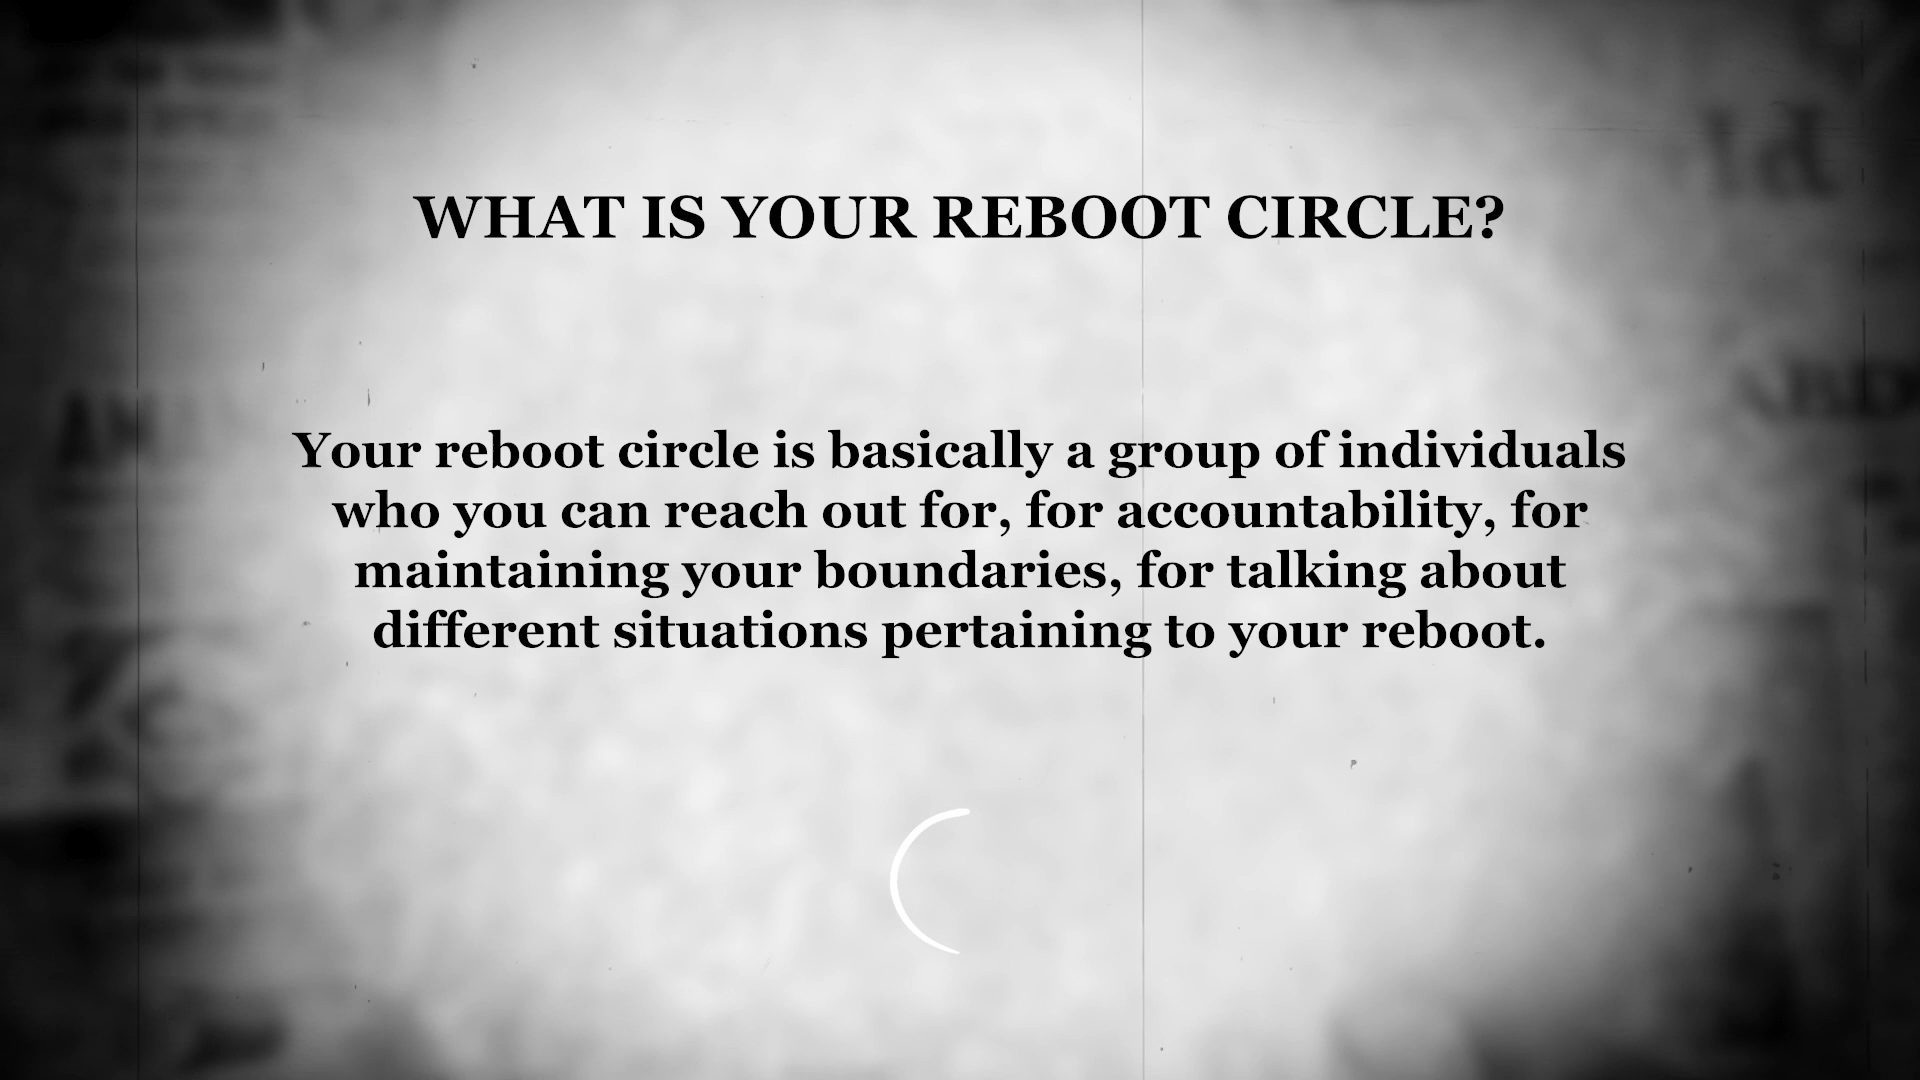 WHAT IS YOUR REBOOT CIRCLE?
Your reboot circle is basically a group of individuals
who you can reach out for, for accountability, for
maintaining your boundaries, for talking about
different situations pertaining to your reboot.